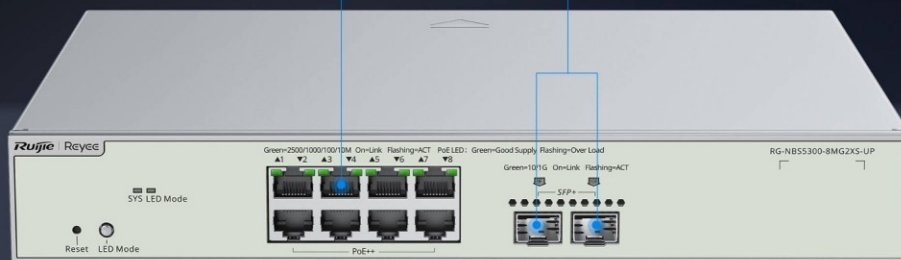 Ruijie | Reyee
Green=2500/1000/100/10M On=Link Flashing=ACT PoE LED: Green=Good Supply Flashing=Over Load
RG-NBS5300-8MG2XS-UP
▲1 ▼2 ▲3 ▼4 ▲5 ▼6 ▲7 ▼8
Green=10/1G On=Link Flashing=ACT
SFP+
SYS LED Mode
Reset LED Mode
PoE++